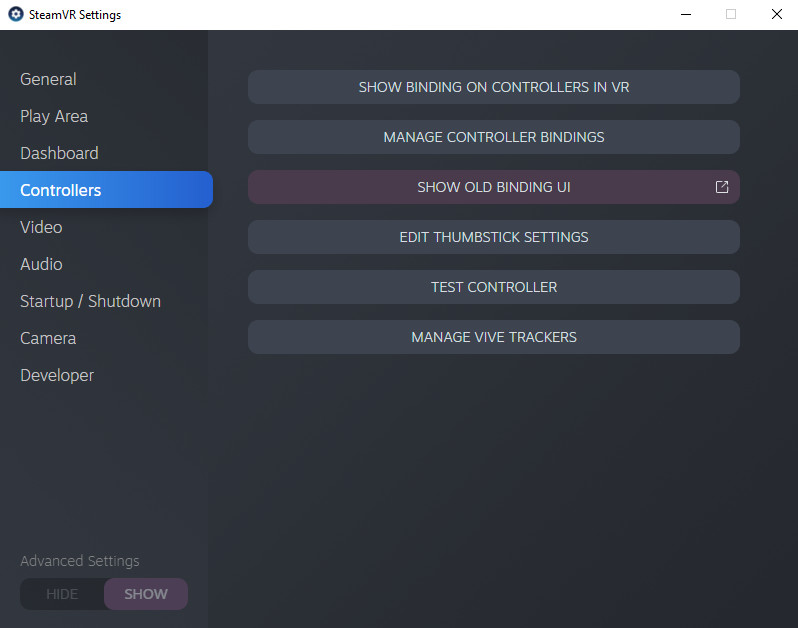 SteamVR Settings
General
Play Area
Dashboard
Controllers
Video
Audio
Startup / Shutdown
Camera
Developer
Advanced Settings
HIDE SHOW
SHOW BINDING ON CONTROLLERS IN VR
MANAGE CONTROLLER BINDINGS
SHOW OLD BINDING UI
EDIT THUMBSTICK SETTINGS
TEST CONTROLLER
MANAGE VIVE TRACKERS